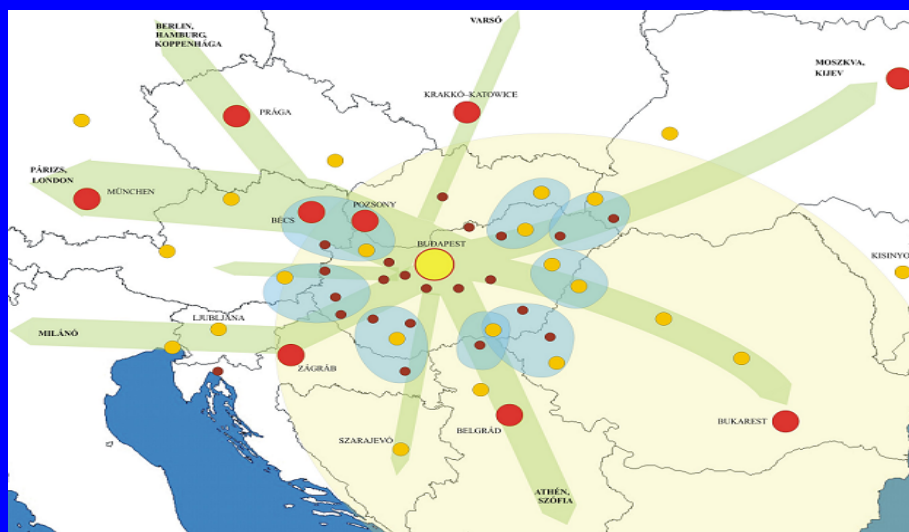 BERLIN,
HAMBURG,
KOPPENHÁGA
VARSÓ
MOSZKVA,
KIJEV
KRAKKÓ–KATOWICE
PRÁGA
PÁRIZS,
LONDON
MÜNCHEN
BÉCS
POZSONY
BUDAPEST
KISINYO
LJUBLJANA
MILÁNÓ
ZÁGRÁB
BELGRÁD
BUKAREST
SZARAJEVÓ
ATHÉN,
SZÓFIA